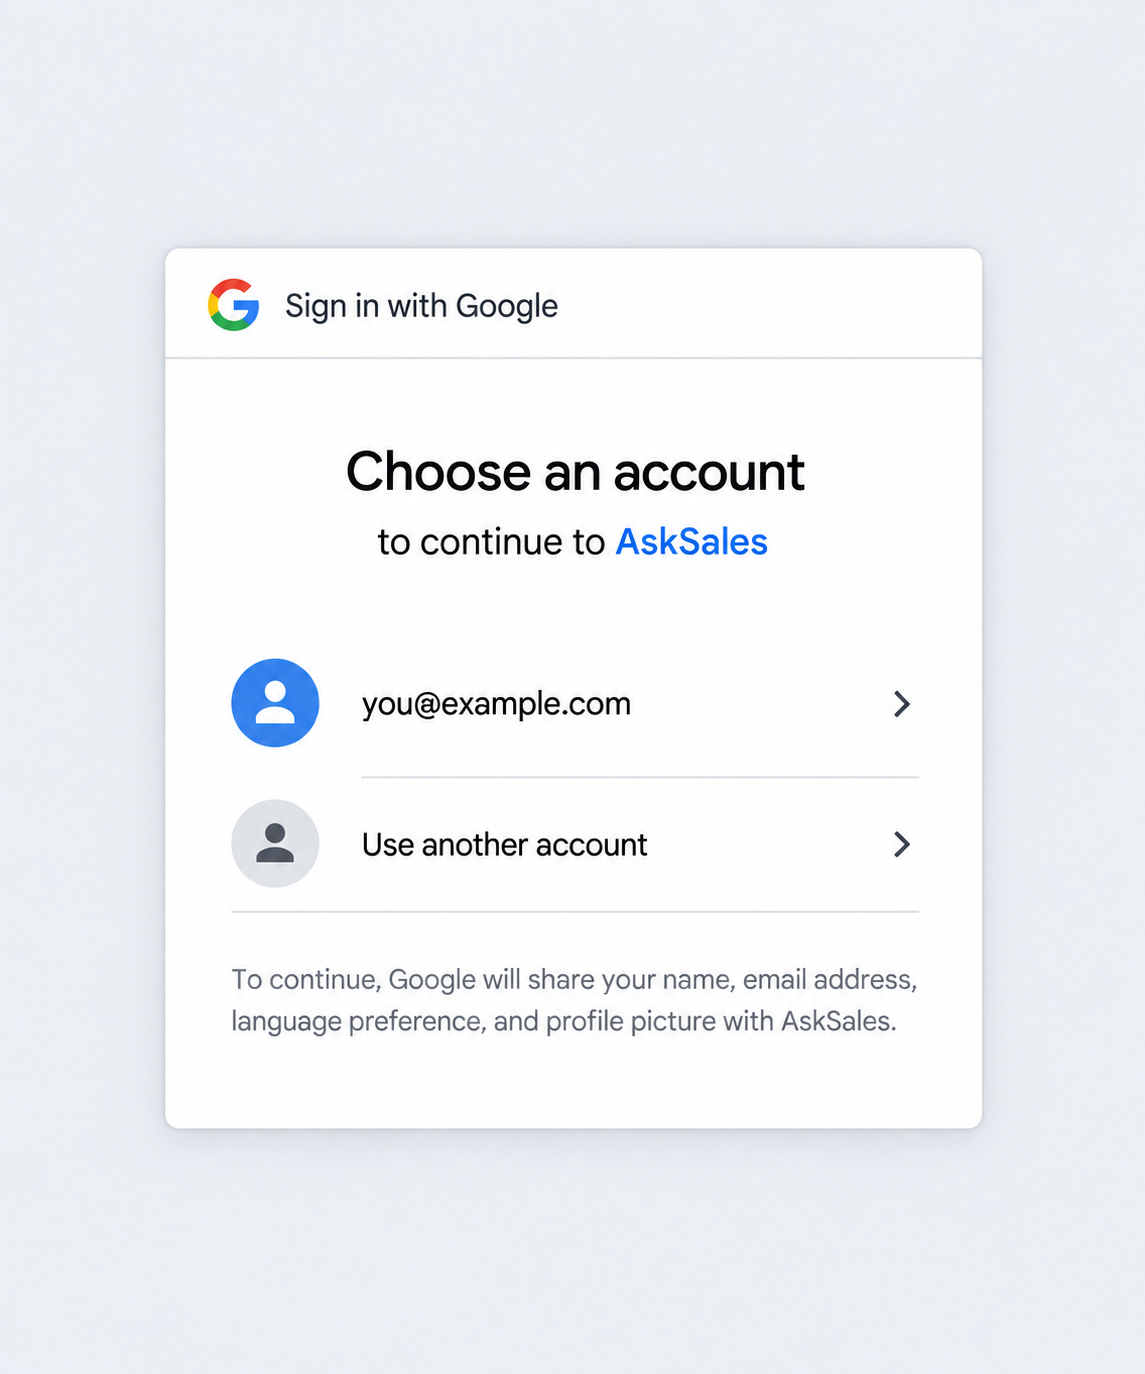 Sign in with Google
Choose an account
to continue to AskSales
you@example.com
Use another account
To continue, Google will share your name, email address,
language preference, and profile picture with AskSales.